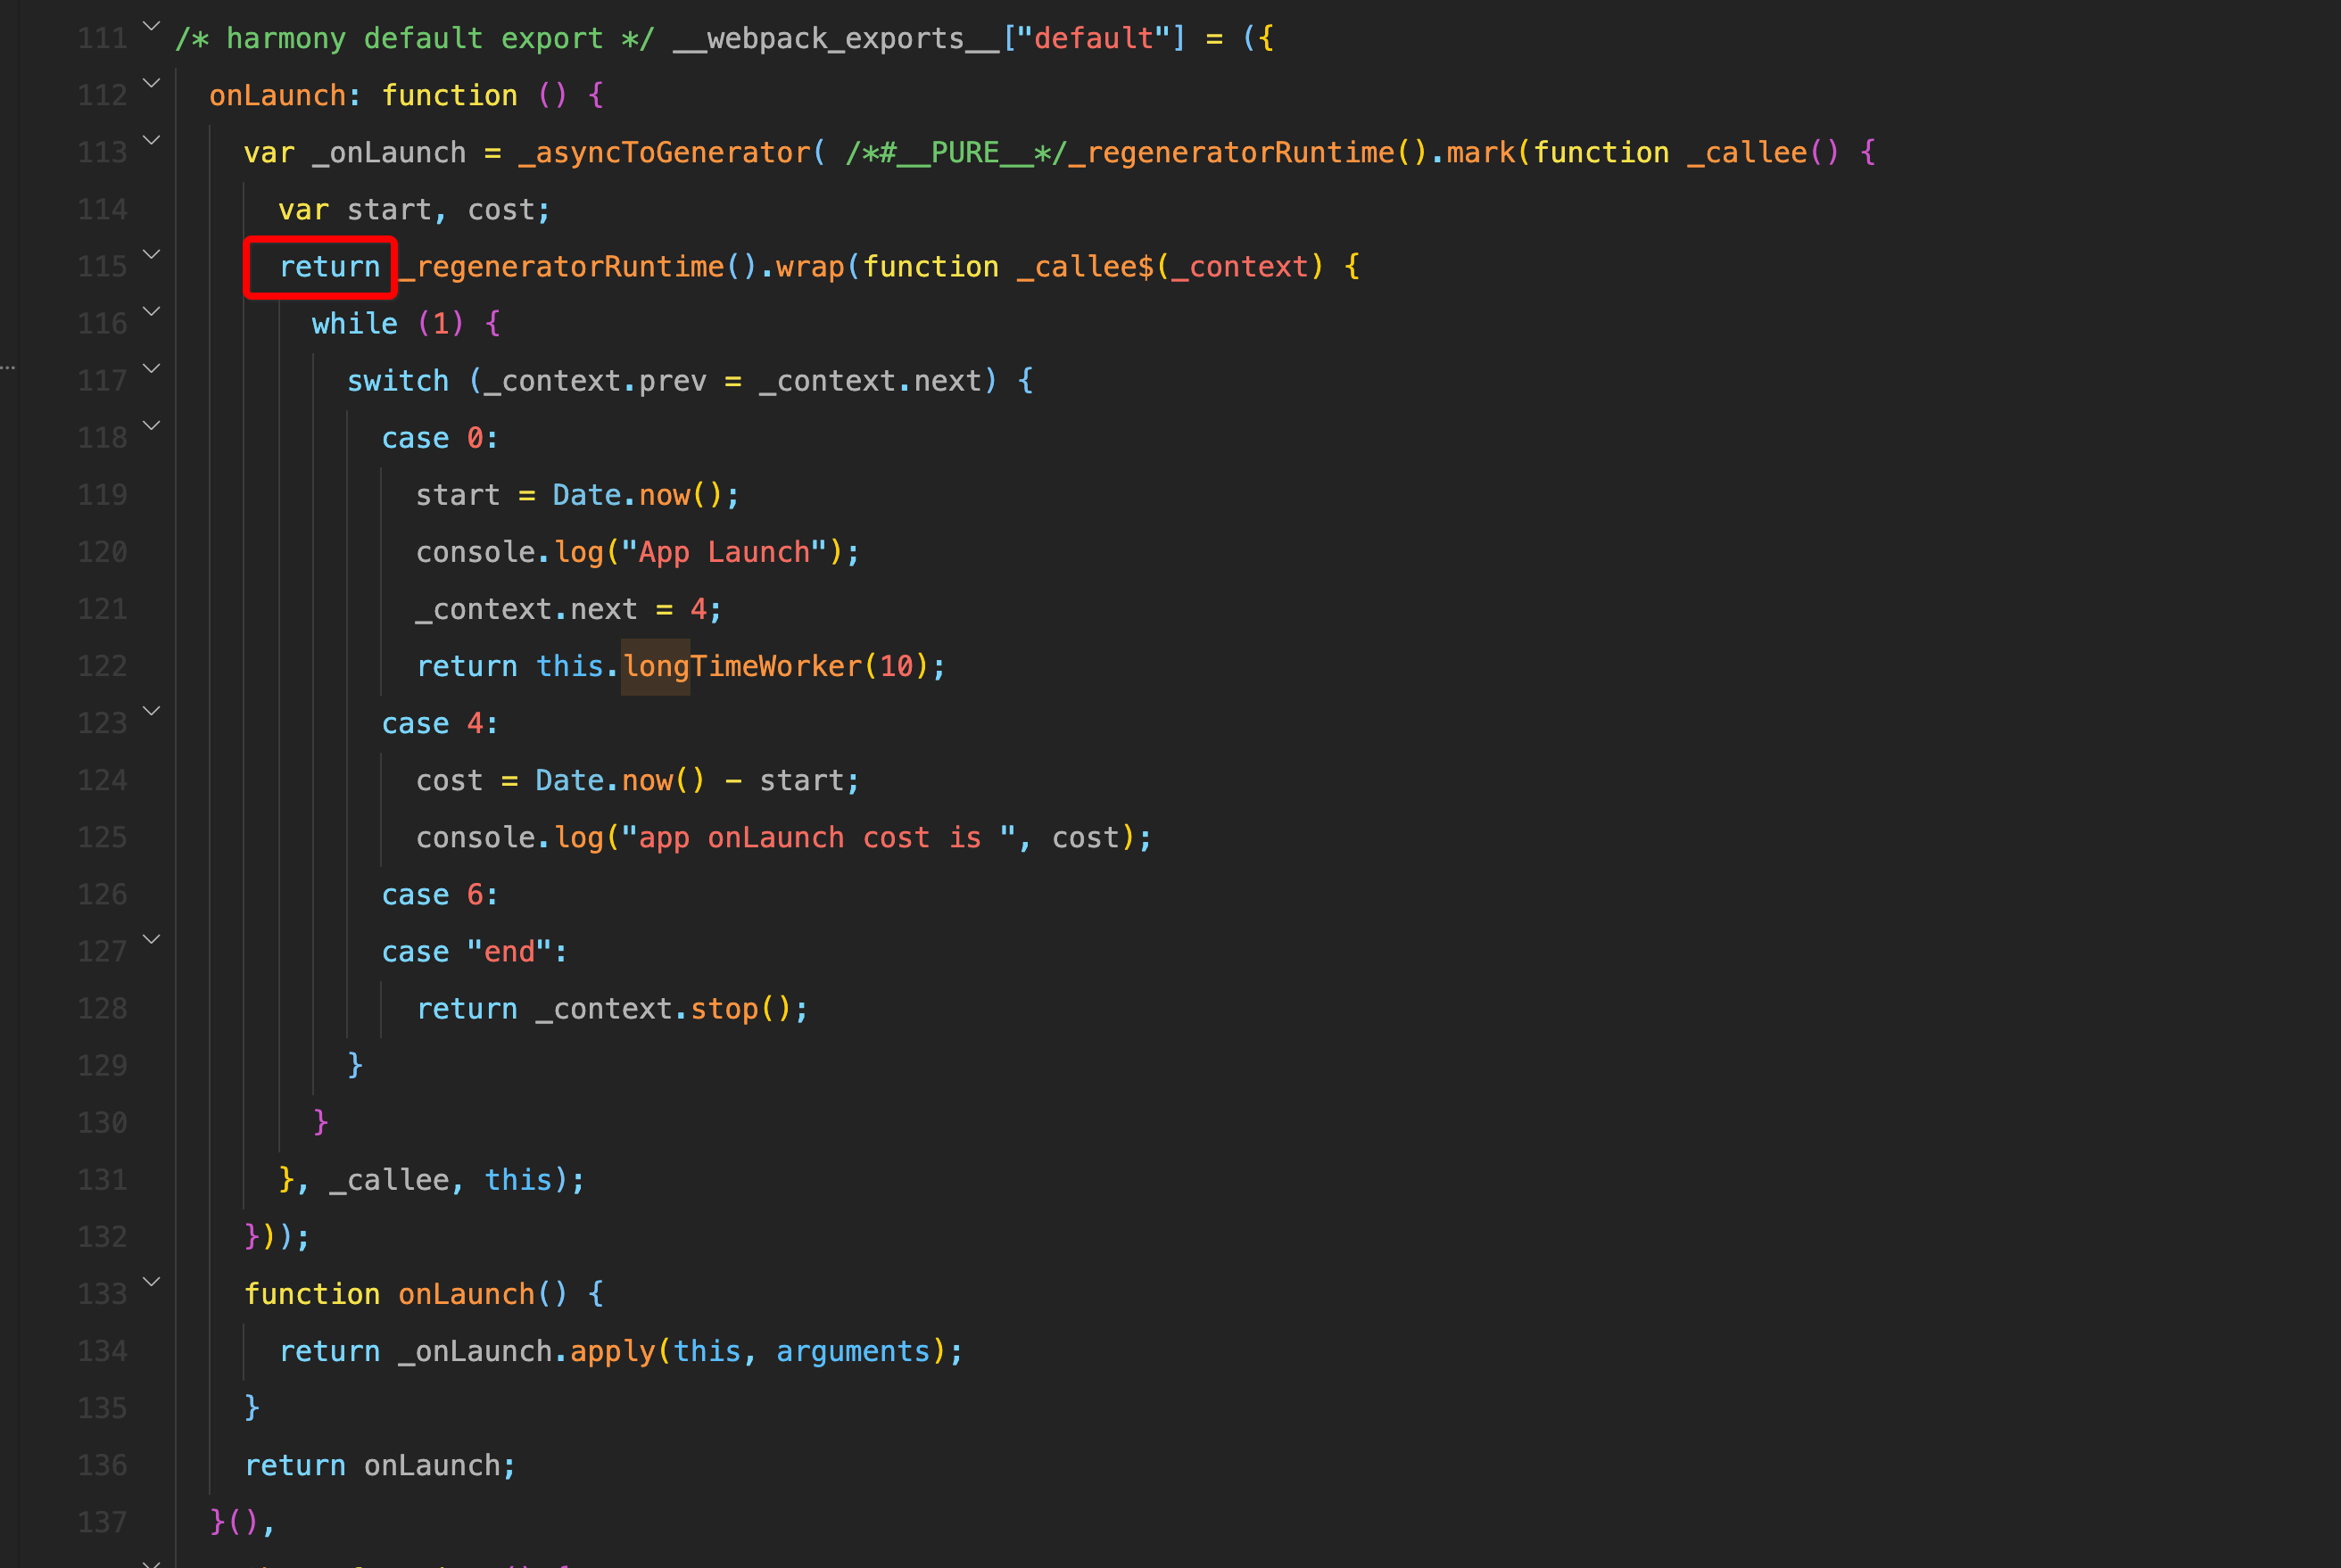 111 /* harmony default export */ __webpack_exports__["default"] = ({
112 onLaunch: function () {
113 var _onLaunch = _asyncToGenerator( /*#__PURE__*/_regeneratorRuntime().mark(function _callee() {
114 var start, cost;
115 return _regeneratorRuntime().wrap(function _callee$(_context) {
116 while (1) {
117 switch (_context.prev = _context.next) {
118 case 0:
119 start = Date.now();
120 console.log("App Launch");
121 _context.next = 4;
122 return this.longTimeWorker(10);
123 case 4:
124 cost = Date.now() - start;
125 console.log("app onLaunch cost is ", cost);
126 case 6:
127 case "end":
128 return _context.stop();
129 }
130 }
131 }, _callee, this);
132 }));
133 function onLaunch() {
134 return _onLaunch.apply(this, arguments);
135 }
136 return onLaunch;
137 }(),